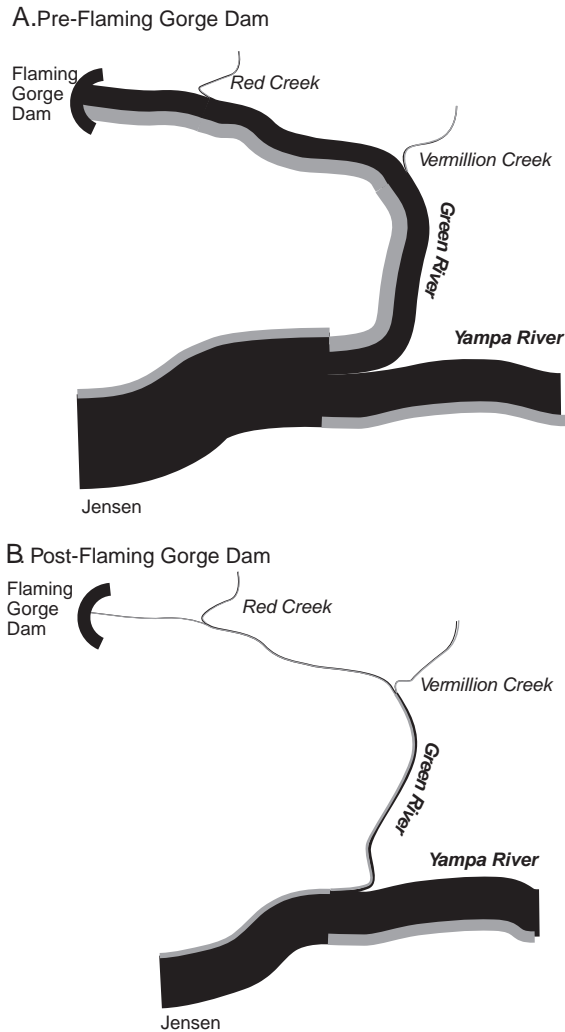 A.Pre-Flaming Gorge Dam
Flaming
Gorge
Dam
Red Creek
Vermillion Creek
Green River
Yampa River
Jensen
B. Post-Flaming Gorge Dam
Flaming
Gorge
Dam
Red Creek
Vermillion Creek
Green River
Yampa River
Jensen